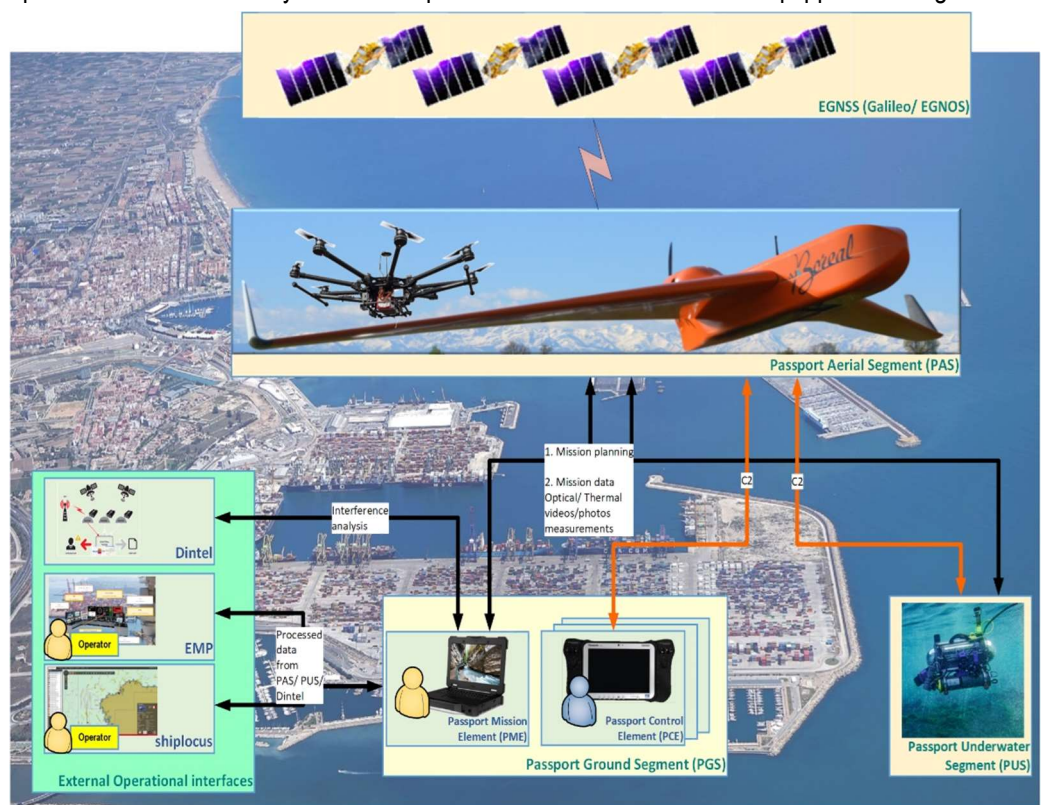 EGNSS (Galileo/ EGNOS)
Boreal
Passport Aerial Segment (PAS)
1. Mission planning
2. Mission data
Optical/ Thermal
videos/photos
measurements
C2
C2
Interference
analysis
Dintel
Operator
EMP
Processed
data
from
PAS/ PUS/
Dintel
Operator
shiplocus
External Operational interfaces
Passport Mission
Element (PME)
Passport Control
Element (PCE)
Passport Ground Segment (PGS)
Passport Underwater
Segment (PUS)